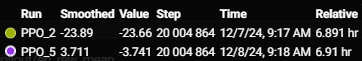 Run Smoothed Value Step Time Relative
PPO_2 -23.89 -23.66 20 004 864 12/7/24, 9:17 AM 6.891 hr
PPO_5 3.711 -3.741 20 004 864 12/8/24, 9:18 AM 6.91 hr